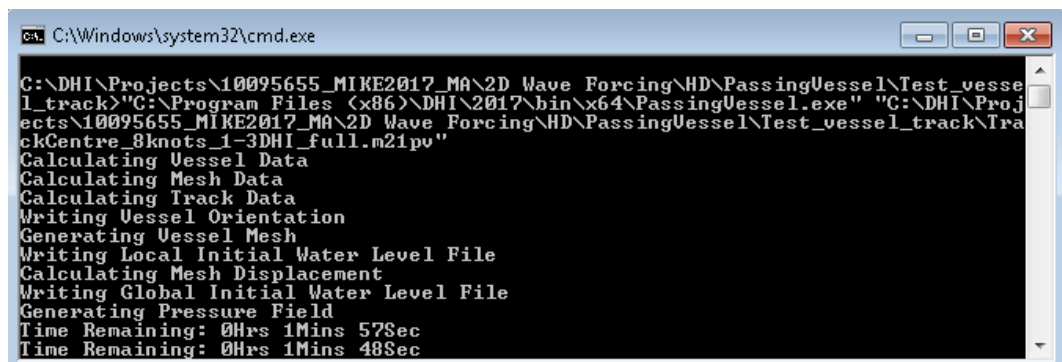 C:\Windows\system32\cmd.exe
C:\DHI\Projects\10095655_MIKE2017_MA\2D Wave Forcing\HD\PassingVessel\Test_vesse
l_track>"C:\Program Files (x86)\DHI\2017\bin\x64\PassingVessel.exe" "C:\DHI\Proj
ects\10095655_MIKE2017_MA\2D Wave Forcing\HD\PassingVessel\Test_vessel_track\Tra
ckCentre_8knots_1-3DHI_full.m21pv"
Calculating Vessel Data
Calculating Mesh Data
Calculating Track Data
Writing Vessel Orientation
Generating Vessel Mesh
Writing Local Initial Water Level File
Calculating Mesh Displacement
Writing Global Initial Water Level File
Generating Pressure Field
Time Remaining: 0Hrs 1Mins 57Sec
Time Remaining: 0Hrs 1Mins 48Sec